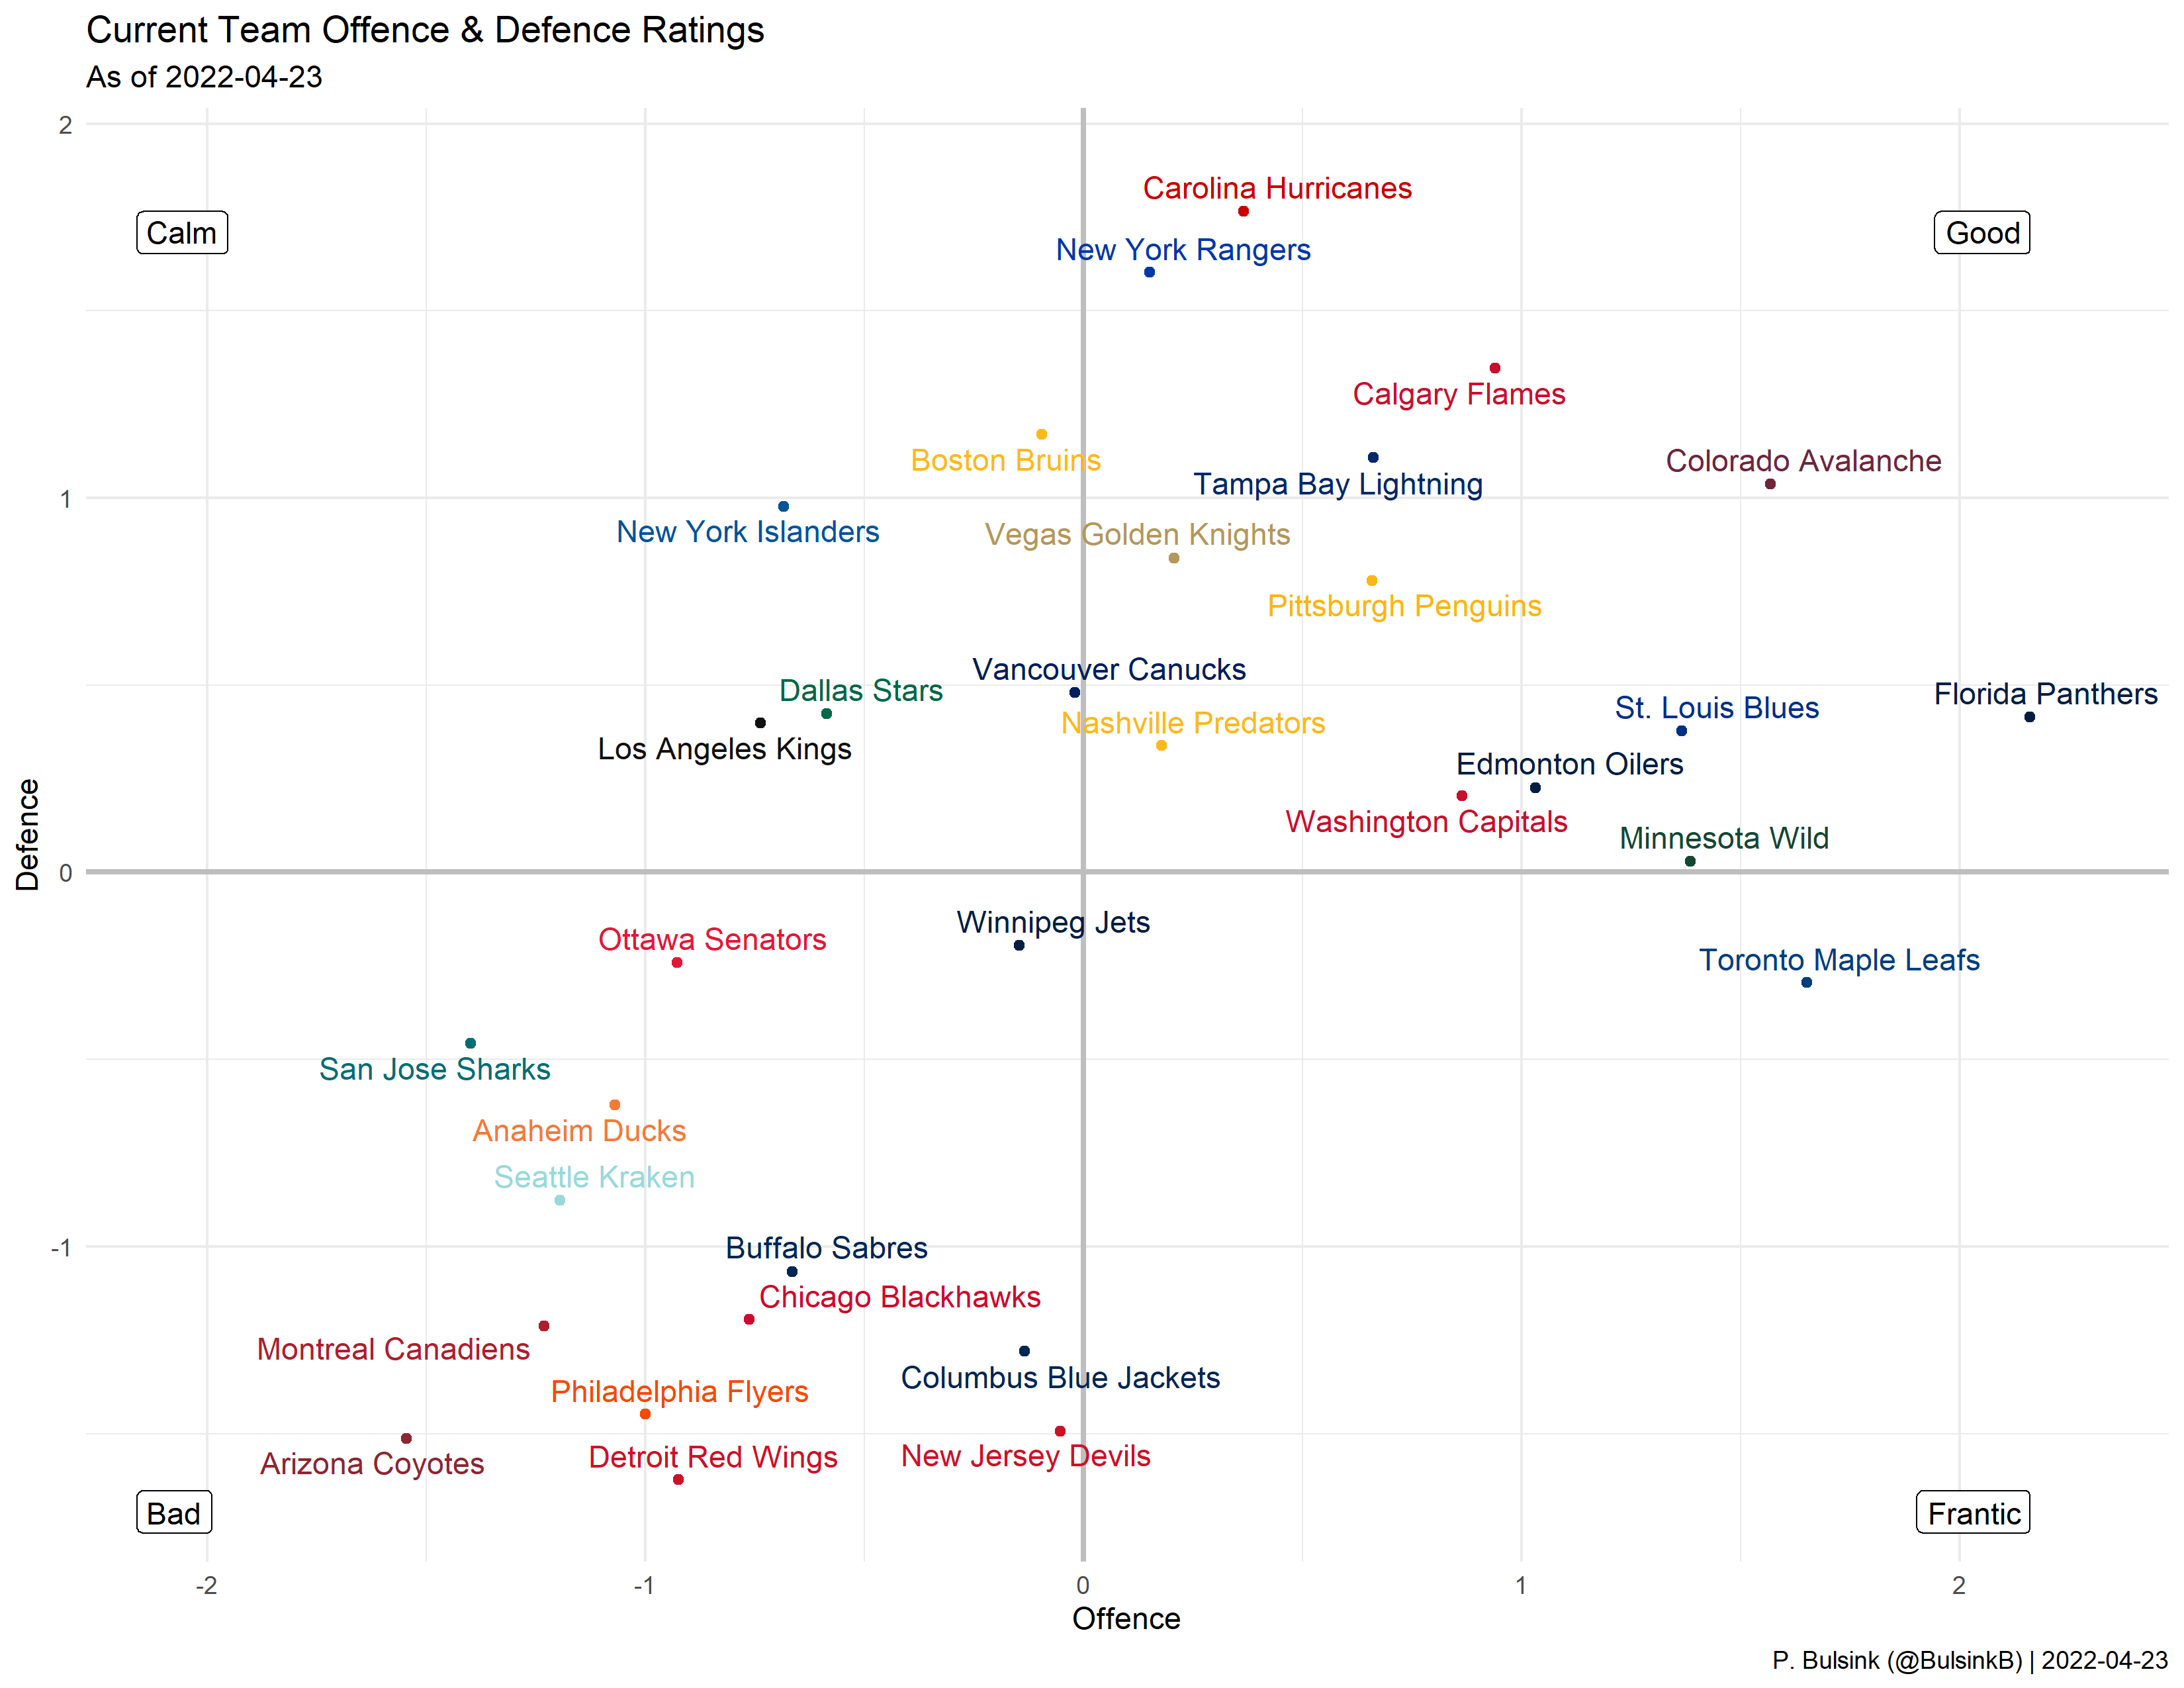 Current Team Offence & Defence Ratings
As of 2022-04-23
2
Carolina Hurricanes
Calm
Good
New York Rangers
Calgary Flames
Boston Bruins
Colorado Avalanche
Tampa Bay Lightning
1
New York Islanders
Vegas Golden Knights
Pittsburgh Penguins
Vancouver Canucks
Dallas Stars
Florida Panthers
St. Louis Blues
Nashville Predators
Los Angeles Kings
Edmonton Oilers
Washington Capitals
Minnesota Wild
Defence
0
Winnipeg Jets
Ottawa Senators
Toronto Maple Leafs
San Jose Sharks
Anaheim Ducks
Seattle Kraken
-1
Buffalo Sabres
Chicago Blackhawks
Montreal Canadiens
Columbus Blue Jackets
Philadelphia Flyers
New Jersey Devils
Detroit Red Wings
Arizona Coyotes
Bad
Frantic
-2
-1
0
1
2
Offence
P. Bulsink (@BulsinkB) | 2022-04-23